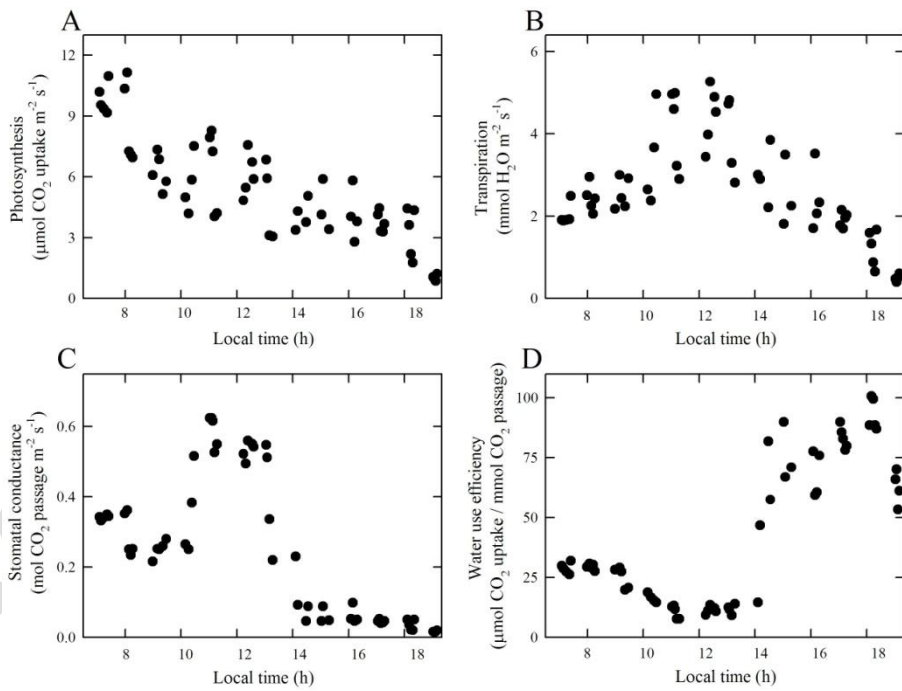 A
Photosynthesis
(μmol CO₂ uptake m⁻² s⁻¹)
12
9
6
3
0
8 10 12 14 16 18
Local time (h)
B
Transpiration
(mmol H₂O m⁻² s⁻¹)
6
4
2
0
8 10 12 14 16 18
Local time (h)
C
Stomatal conductance
(mol CO₂ passage m⁻² s⁻¹)
0.6
0.4
0.2
0.0
8 10 12 14 16 18
Local time (h)
D
Water use efficiency
(μmol CO₂ uptake / mmol CO₂ passage)
100
75
50
25
0
8 10 12 14 16 18
Local time (h)